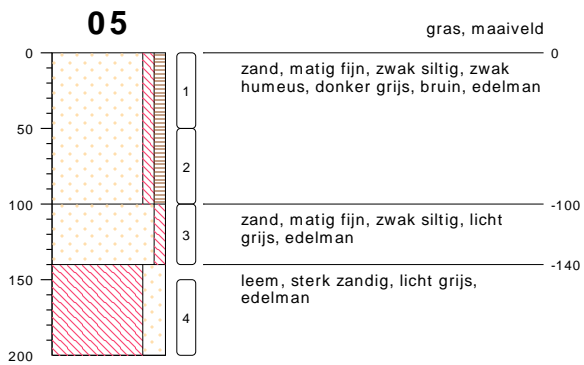 05
gras, maaiveld
0
0
zand, matig fijn, zwak siltig, zwak
humeus, donker grijs, bruin, edelman
1
50
2
100
-100
zand, matig fijn, zwak siltig, licht
grijs, edelman
3
-140
leem, sterk zandig, licht grijs,
edelman
150
4
200